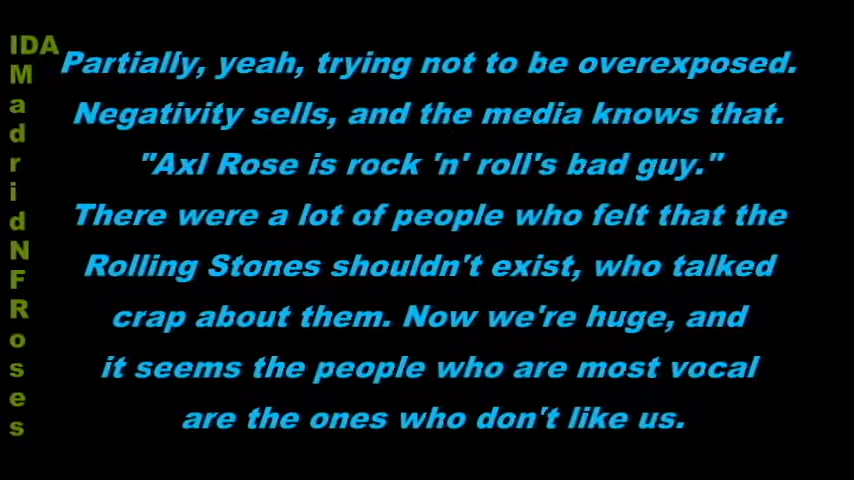 IDA
M
a
d
r
i
d
N
F
R
o
s
e
s
Partially, yeah, trying not to be overexposed.
Negativity sells, and the media knows that.
"Axl Rose is rock 'n' roll's bad guy."
There were a lot of people who felt that the
Rolling Stones shouldn't exist, who talked
crap about them. Now we're huge, and
it seems the people who are most vocal
are the ones who don't like us.